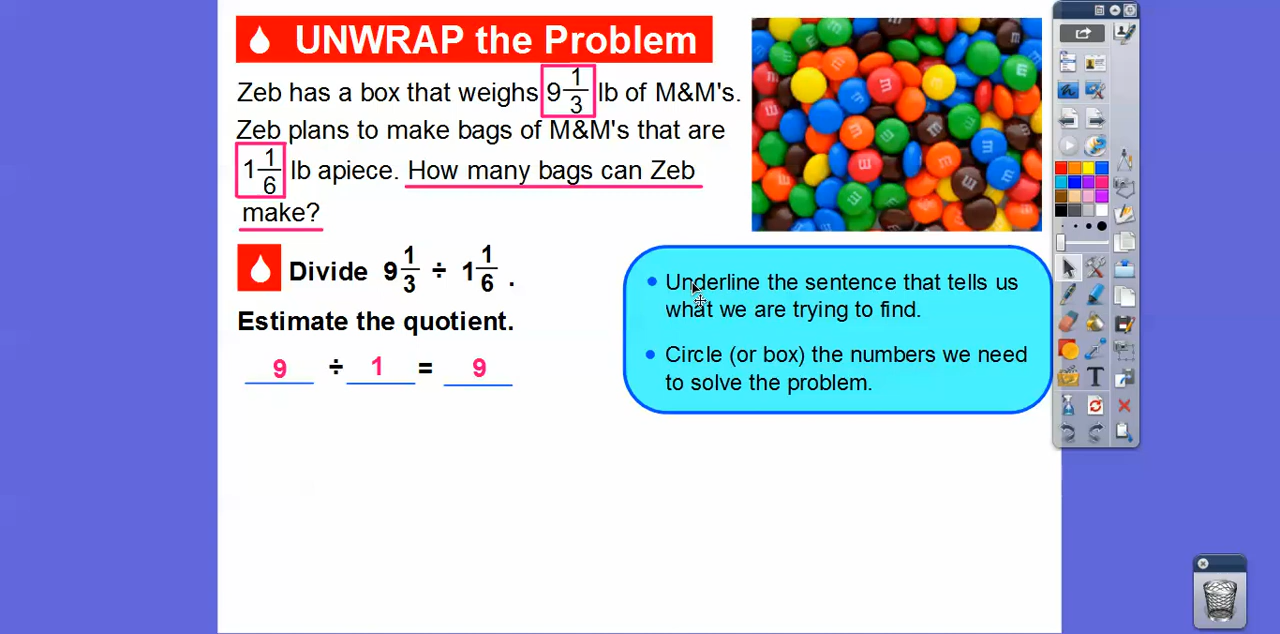 UNWRAP the Problem
Zeb has a box that weighs 9 1/3 lb of M&M's.
Zeb plans to make bags of M&M's that are
1 1/6 lb apiece. How many bags can Zeb
make?
Divide 9 1/3 ÷ 1 1/6 .
Estimate the quotient.
9 ÷ 1 = 9
• Underline the sentence that tells us
what we are trying to find.
• Circle (or box) the numbers we need
to solve the problem.